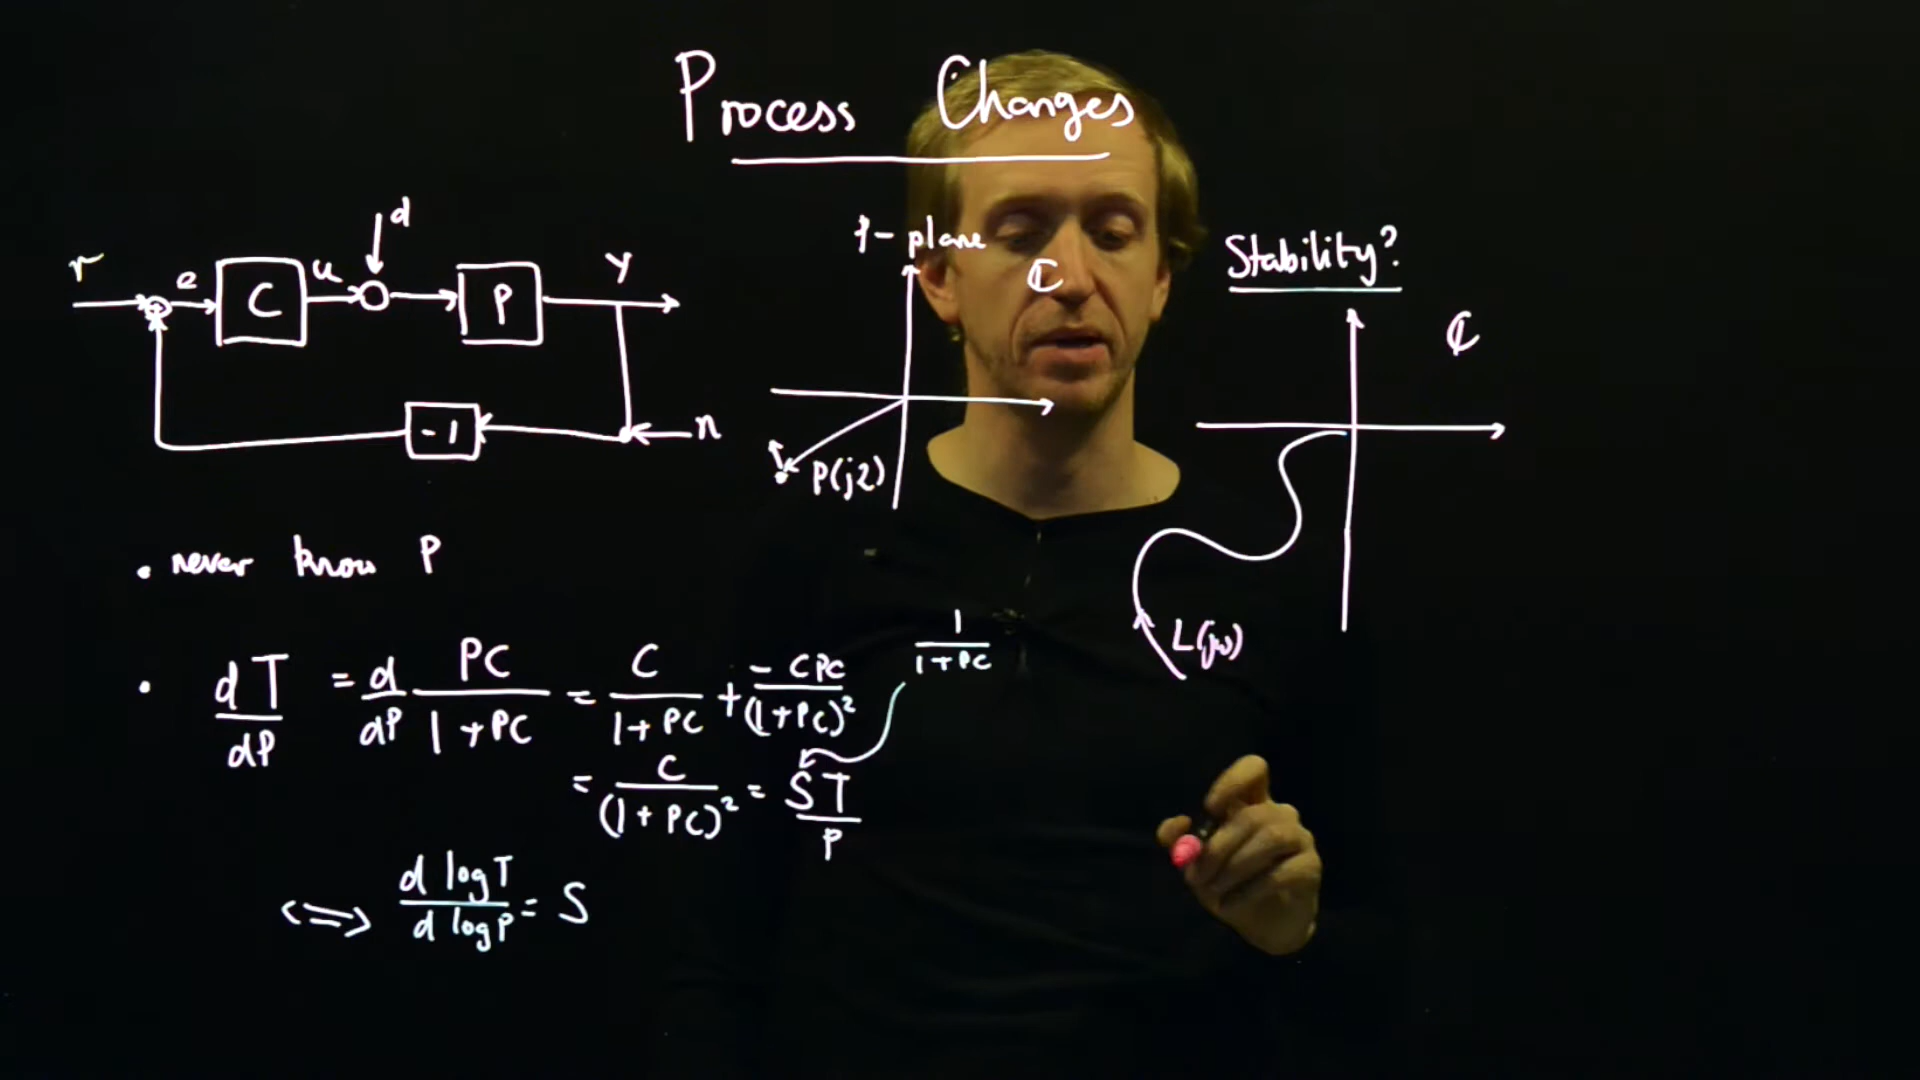 Process Changes
r e C u d P y
-1 n
P-plane
ℂ
P(j2)
Stability?
ℂ
L(jω)
• never know P
1/(1+PC)
• dT/dP = d/dP PC/(1+PC) = C/(1+PC) + -CPC/(1+PC)²
= C/(1+PC)² = ST/P
<=> d log T/d log P = S